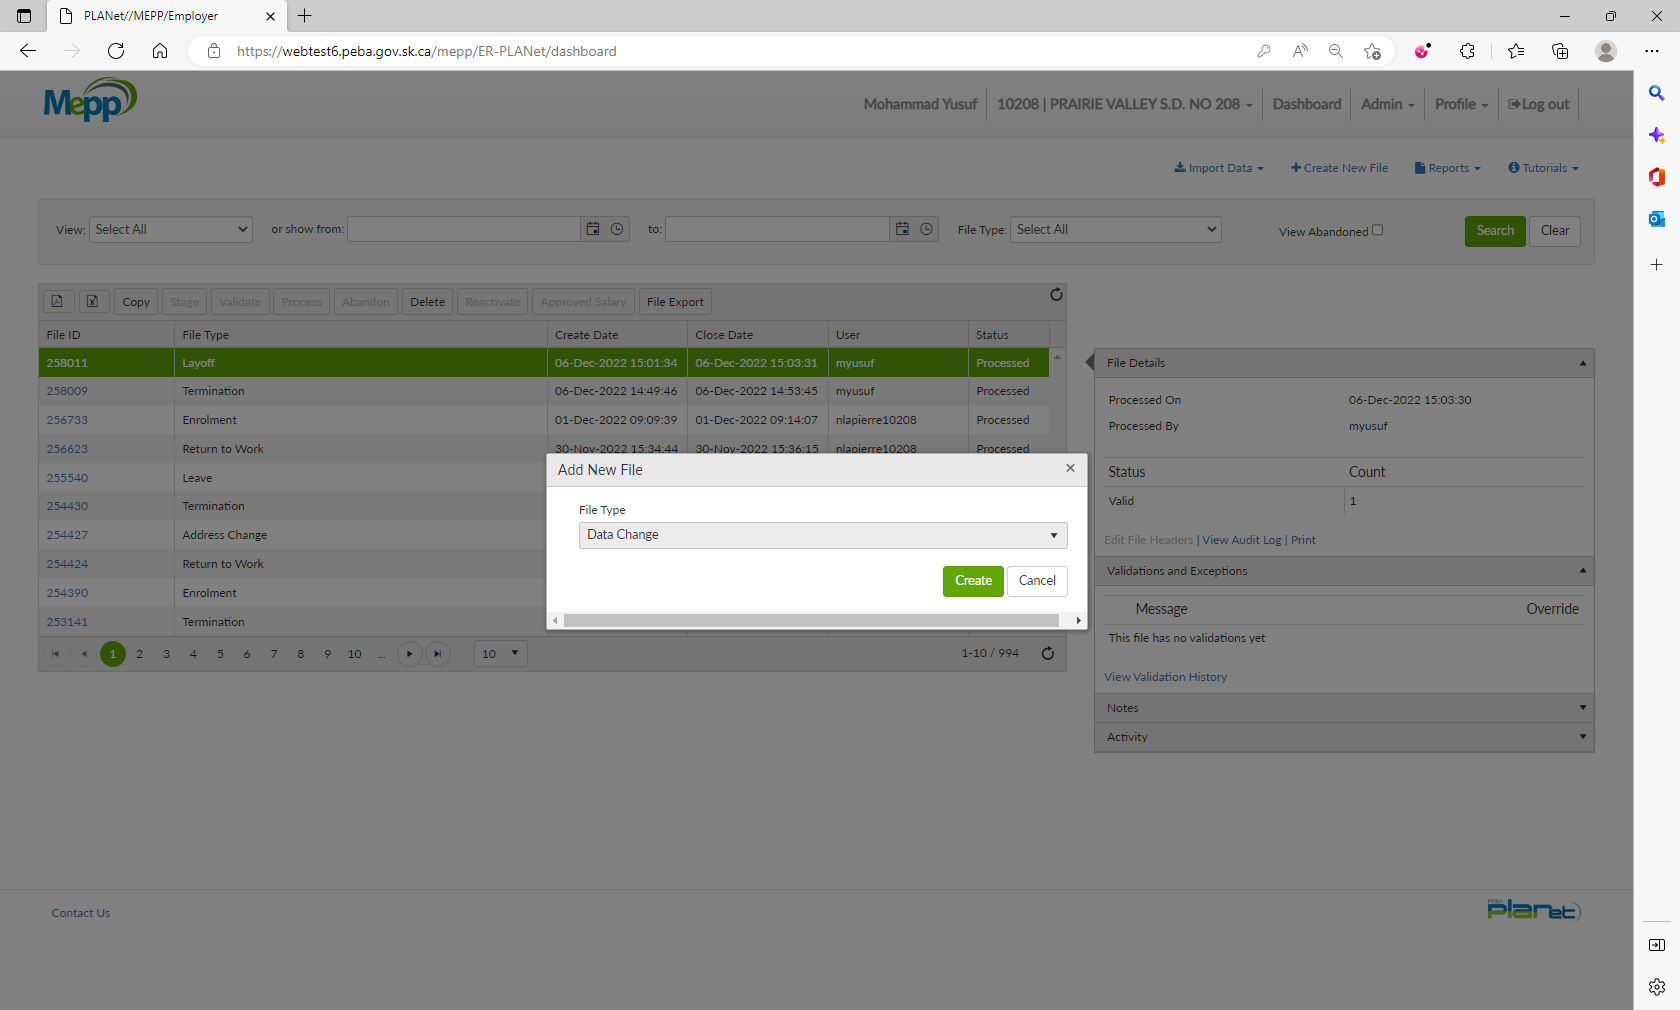 PLANet//MEPP/Employer
https://webtest6.peba.gov.sk.ca/mepp/ER-PLANet/dashboard
Mepp
Mohammad Yusuf
10208 | PRAIRIE VALLEY S.D. NO 208
Dashboard
Admin
Profile
Log out
Import Data
Create New File
Reports
Tutorials
View: Select All
or show from:
to:
File Type: Select All
View Abandoned
Search
Clear
Copy
Stage
Validate
Process
Abandon
Delete
Reactivate
Approved Salary
File Export
File ID File Type Create Date Close Date User Status
258011 Layoff 06-Dec-2022 15:01:34 06-Dec-2022 15:03:31 myusuf Processed
258009 Termination 06-Dec-2022 14:49:46 06-Dec-2022 14:53:45 myusuf Processed
256733 Enrolment 01-Dec-2022 09:09:39 01-Dec-2022 09:14:07 nlapierre10208 Processed
256623 Return to Work 30-Nov-2022 15:34:44 30-Nov-2022 15:36:15 nlapierre10208 Processed
255540 Leave
254430 Termination
254427 Address Change
254424 Return to Work
254390 Enrolment
253141 Termination
1 2 3 4 5 6 7 8 9 10 ...
10
1-10 / 994
Add New File
File Type
Data Change
Create
Cancel
File Details
Processed On 06-Dec-2022 15:03:30
Processed By myusuf
Status Count
Valid 1
Edit File Headers | View Audit Log | Print
Validations and Exceptions
Message Override
This file has no validations yet
View Validation History
Notes
Activity
Contact Us
PEBA
planet